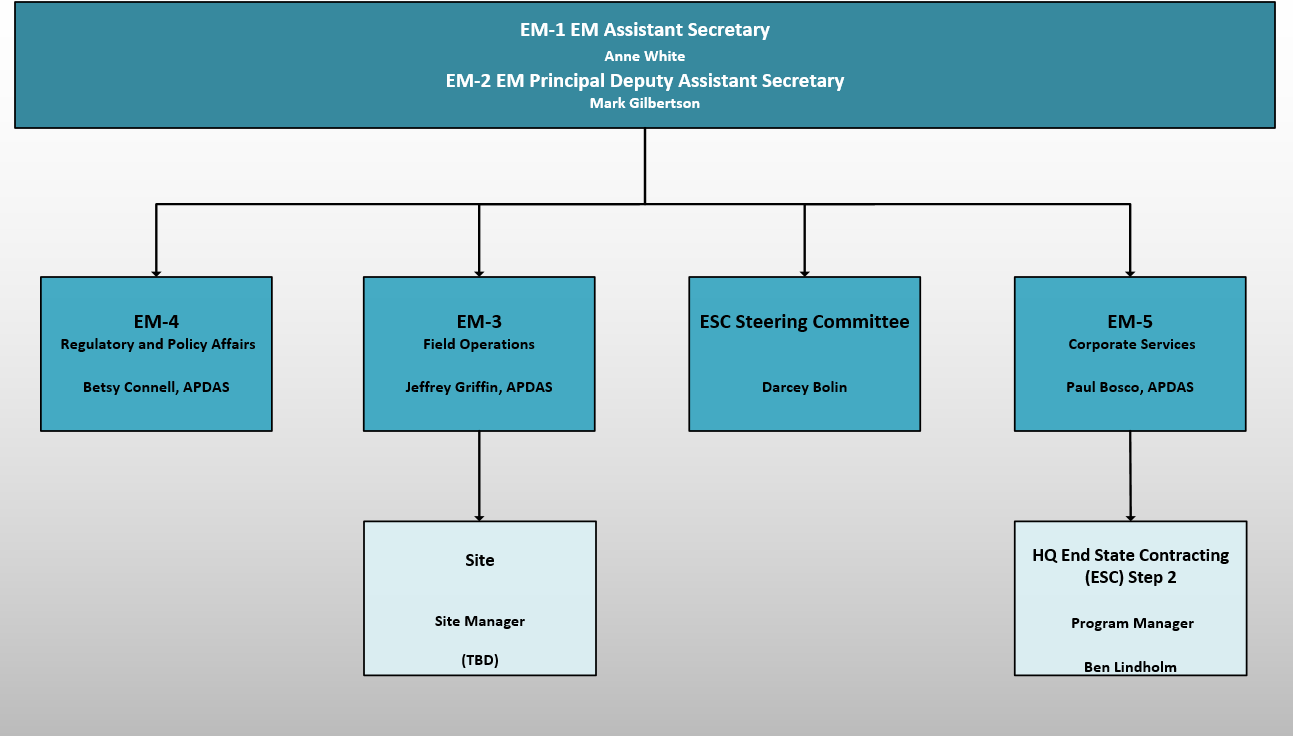 EM-1 EM Assistant Secretary
Anne White
EM-2 EM Principal Deputy Assistant Secretary
Mark Gilbertson
EM-4
Regulatory and Policy Affairs
Betsy Connell, APDAS
EM-3
Field Operations
Jeffrey Griffin, APDAS
ESC Steering Committee
Darcey Bolin
EM-5
Corporate Services
Paul Bosco, APDAS
Site
Site Manager
(TBD)
HQ End State Contracting
(ESC) Step 2
Program Manager
Ben Lindholm